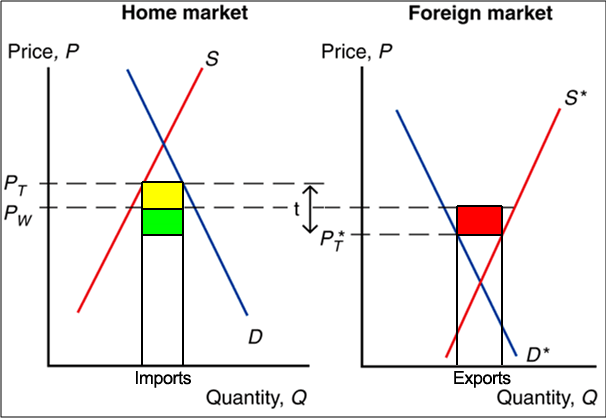 Home market
Foreign market
Price, P
Price, P
S
S*
P_T
P_W
t
P*_T
D
D*
Imports
Exports
Quantity, Q
Quantity, Q